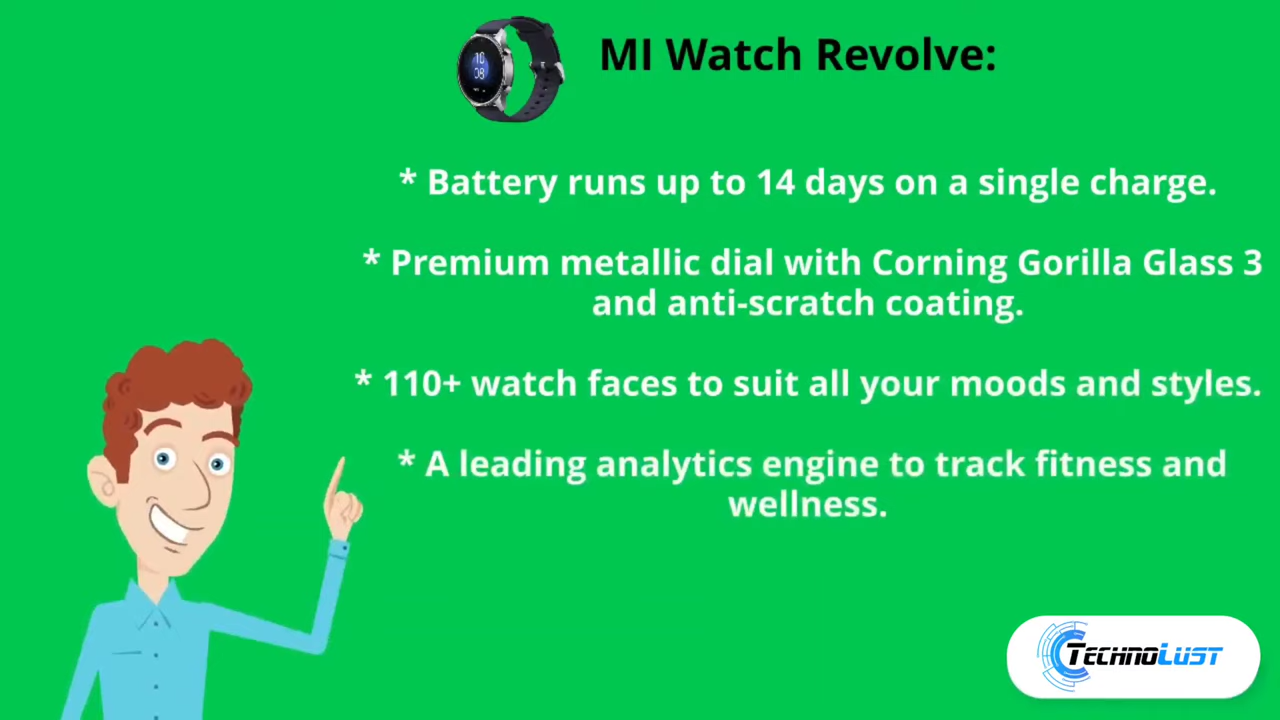 MI Watch Revolve:
10
08
* Battery runs up to 14 days on a single charge.
* Premium metallic dial with Corning Gorilla Glass 3
and anti-scratch coating.
* 110+ watch faces to suit all your moods and styles.
* A leading analytics engine to track fitness and
wellness.
TECHNOLUST